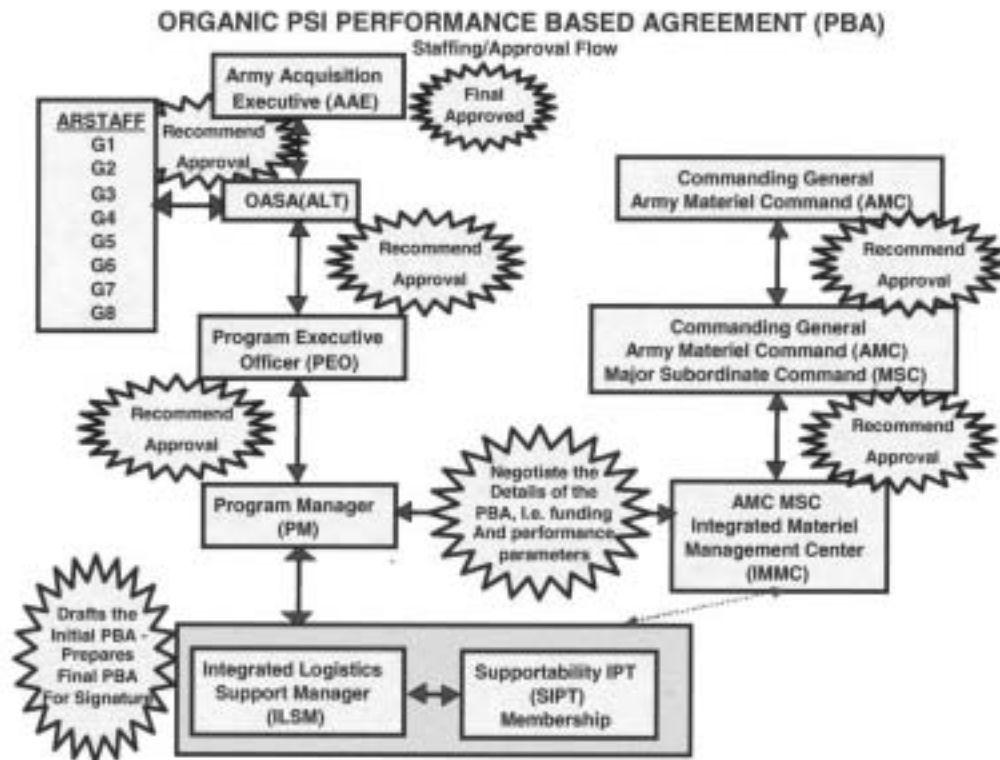 ORGANIC PSI PERFORMANCE BASED AGREEMENT (PBA)
Staffing/Approval Flow
Army Acquisition
Executive (AAE)
Final
Approved
ARSTAFF
G1
G2
G3
G4
G5
G6
G7
G8
Recommend
Approval
OASA(ALT)
Recommend
Approval
Commanding General
Army Materiel Command (AMC)
Recommend
Approval
Program Executive
Officer (PEO)
Commanding General
Army Materiel Command (AMC)
Major Subordinate Command (MSC)
Recommend
Approval
Recommend
Approval
Program Manager
(PM)
Negotiate the
Details of the
PBA, I.e. funding
And performance
parameters
AMC MSC
Integrated Materiel
Management Center
(IMMC)
Drafts the
Initial PBA -
Prepares
Final PBA
For Signature
Integrated Logistics
Support Manager
(ILSM)
Supportability IPT
(SIPT)
Membership